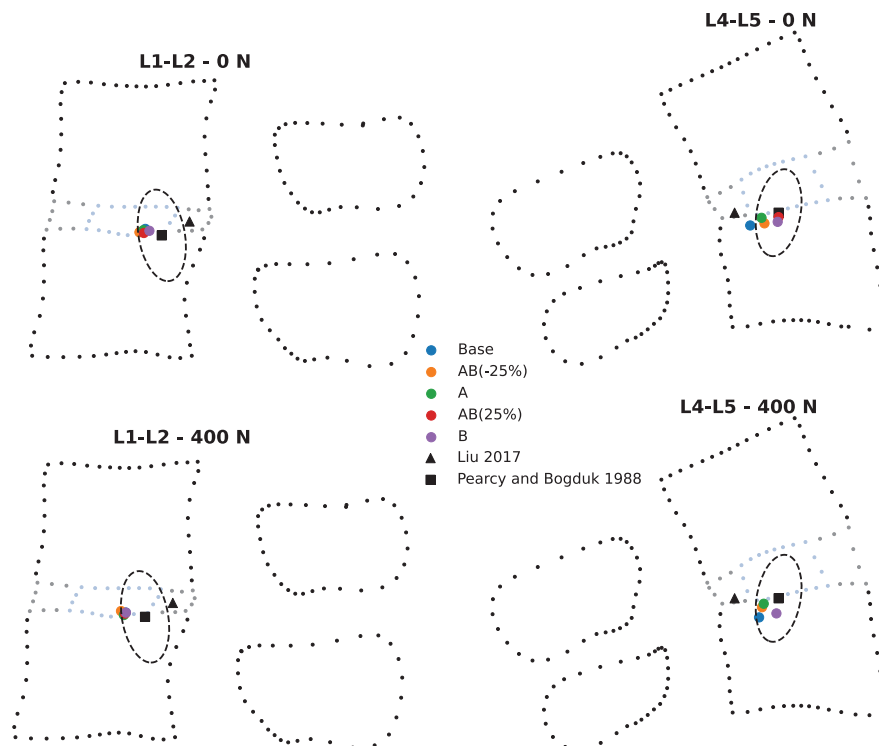 L4-L5 - 0 N
L1-L2 - 0 N
Base
AB(-25%)
A
AB(25%)
B
Liu 2017
Pearcy and Bogduk 1988
L4-L5 - 400 N
L1-L2 - 400 N